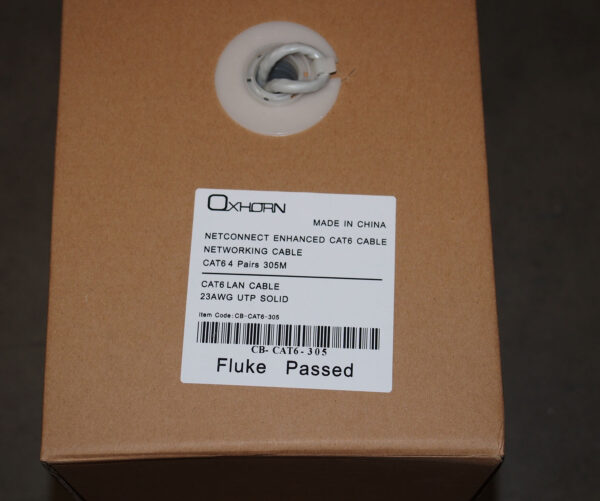 OXHORN
MADE IN CHINA
NETCONNECT ENHANCED CAT6 CABLE
NETWORKING CABLE
CAT6 4 Pairs 305M
CAT6 LAN CABLE
23AWG UTP SOLID
Item Code:CB-CAT6-305
CB-CAT6-305
Fluke Passed